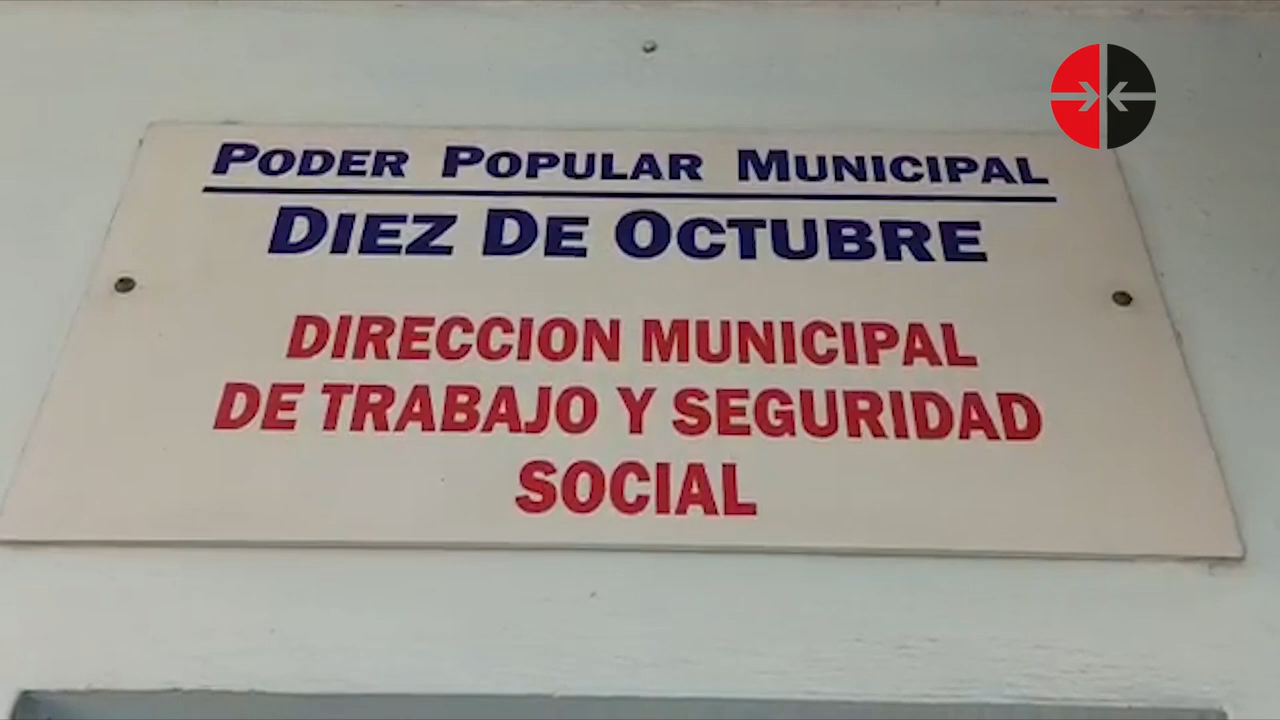 PODER POPULAR MUNICIPAL
DIEZ DE OCTUBRE
DIRECCION MUNICIPAL
DE TRABAJO Y SEGURIDAD
SOCIAL